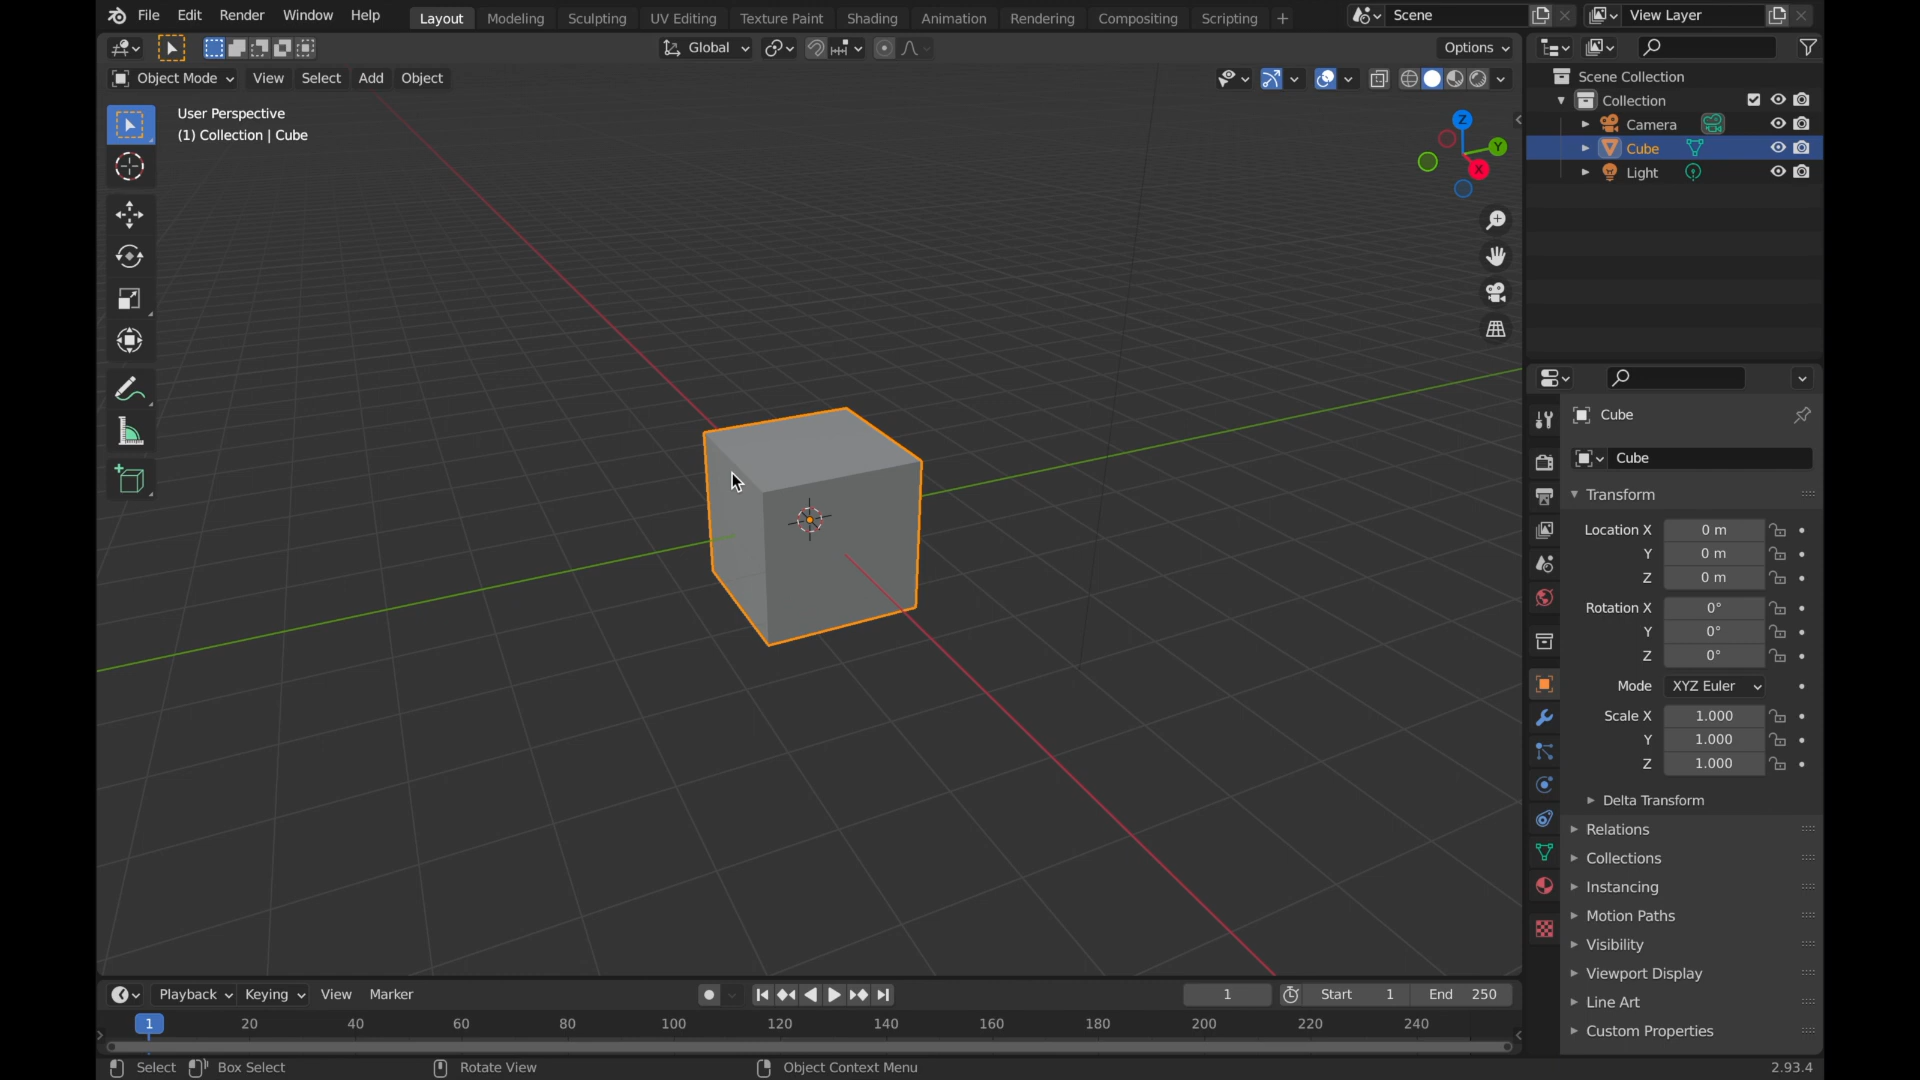 File Edit Render Window Help Layout Modeling Sculpting UV Editing Texture Paint Shading Animation Rendering Compositing Scripting + Scene View Layer
Global Options
Object Mode View Select Add Object
User Perspective
(1) Collection | Cube
Z
Y
X
Scene Collection
Collection
Camera
Cube
Light
Cube
Cube
Transform
Location X 0 m
Y 0 m
Z 0 m
Rotation X 0°
Y 0°
Z 0°
Mode XYZ Euler
Scale X 1.000
Y 1.000
Z 1.000
Delta Transform
Relations
Collections
Instancing
Motion Paths
Visibility
Viewport Display
Line Art
Custom Properties
Playback Keying View Marker 1 Start 1 End 250
1 20 40 60 80 100 120 140 160 180 200 220 240
Select Box Select Rotate View Object Context Menu 2.93.4